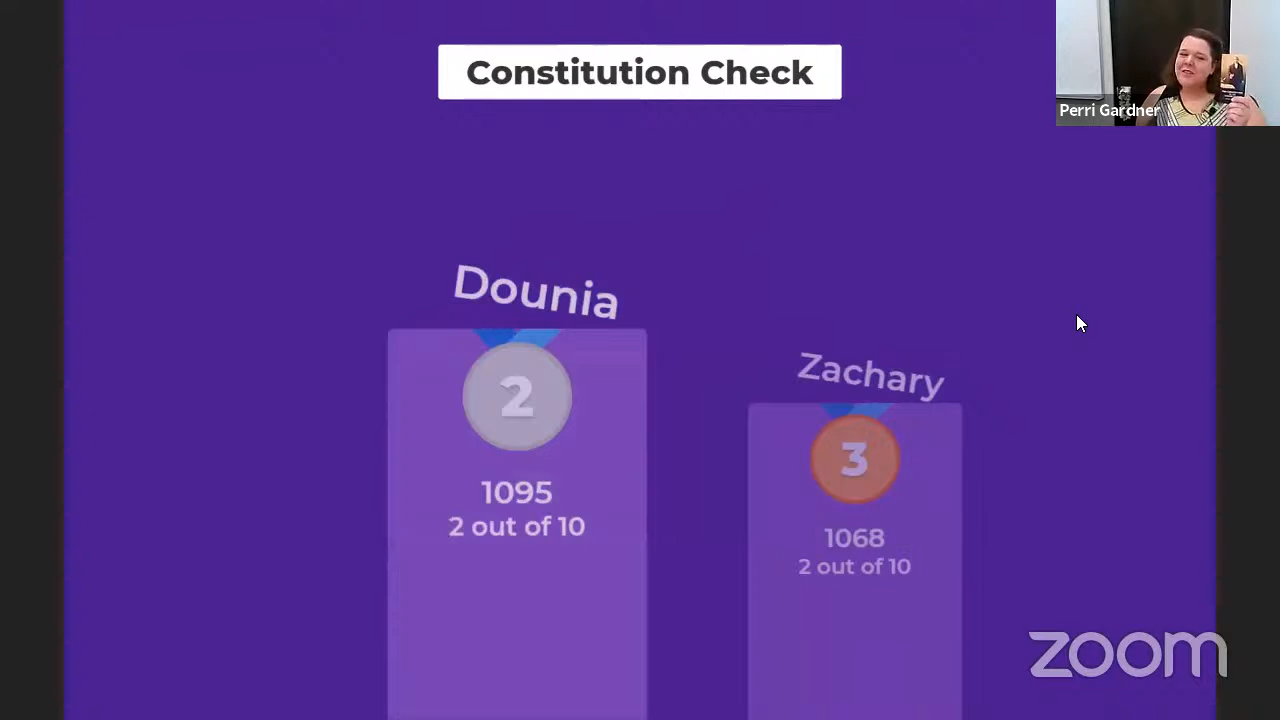 Constitution Check
Perri Gardner
Dounia
2
1095
2 out of 10
Zachary
3
1068
2 out of 10
zoom